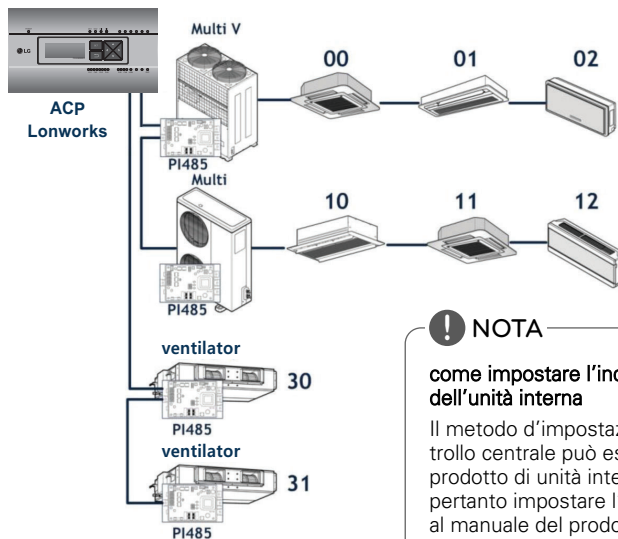 LG
ACP
Lonworks
Multi V
00
01
02
PI485
Multi
10
11
12
PI485
ventilator
30
PI485
ventilator
31
PI485
! NOTA
come impostare l'ind
dell'unità interna
Il metodo d'impostaz
trollo centrale può es
prodotto di unità inte
pertanto impostare l'
al manuale del prodo